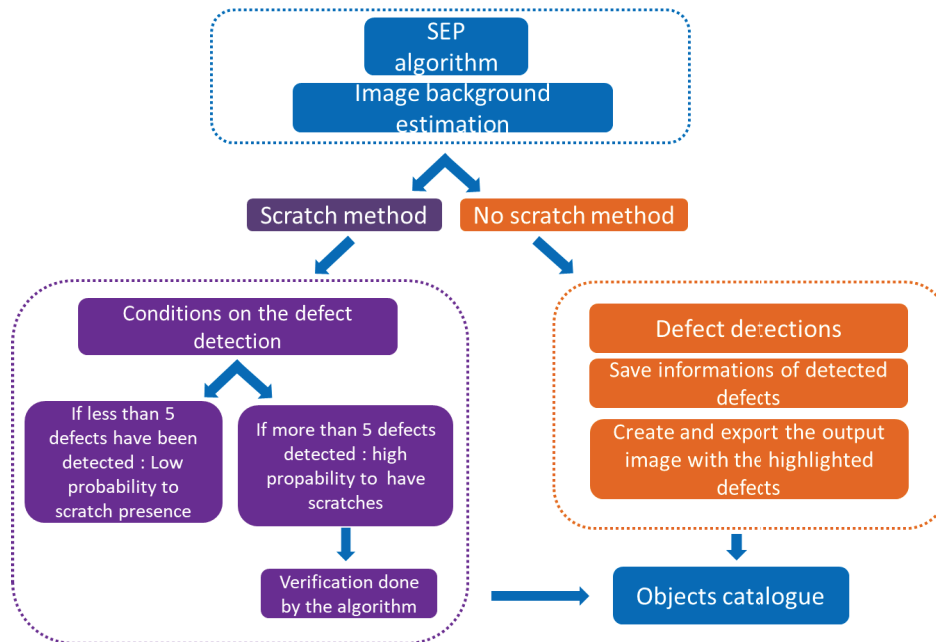 SEP
algorithm
Image background
estimation
Scratch method
No scratch method
Conditions on the defect
detection
If less than 5
defects have been
detected : Low
probability to
scratch presence
If more than 5 defects
detected : high
propability to have
scratches
Verification done
by the algorithm
Defect detections
Save informations of detected
defects
Create and export the output
image with the highlighted
defects
Objects catalogue